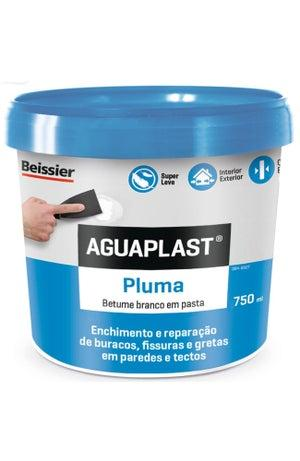 Beissier
Super
Leve
Interior
Exterior
AGUAPLAST®
Pluma
Betume branco em pasta
750 ml
Enchimento e reparação
de buracos, fissuras e gretas
em paredes e tectos